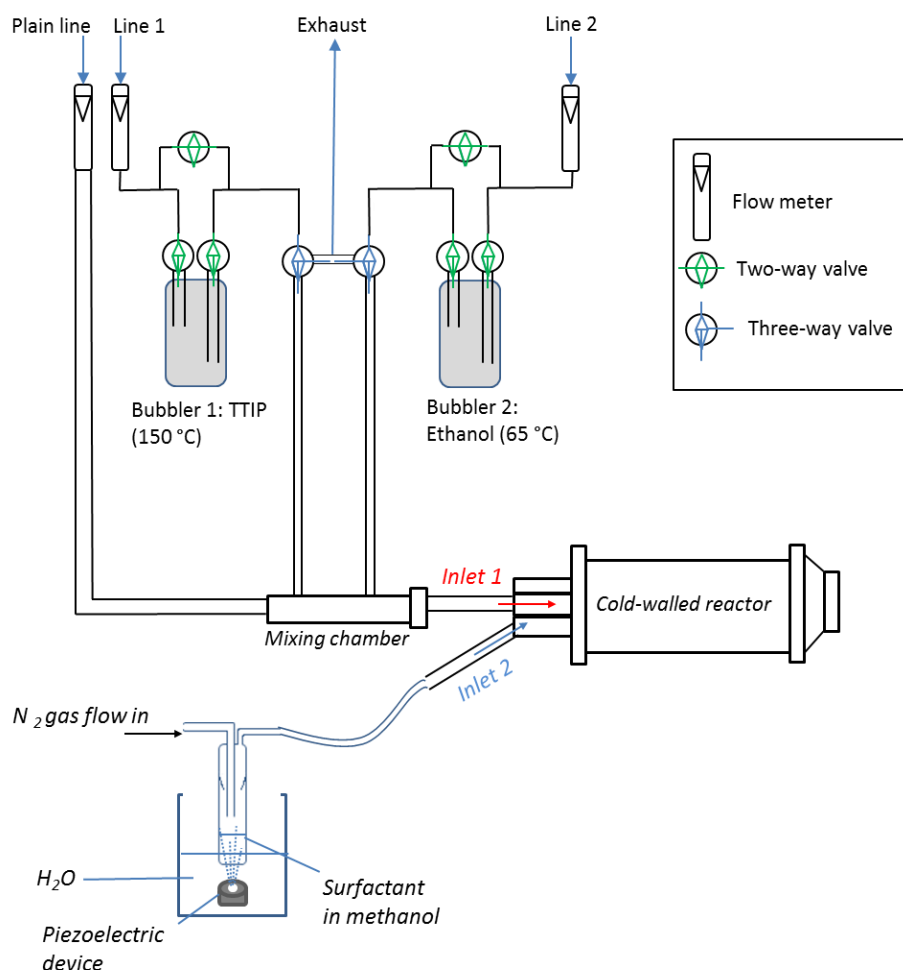 Plain line
Line 1
Exhaust
Line 2
Flow meter
Two-way valve
Three-way valve
Bubbler 1: TTIP
(150 °C)
Bubbler 2:
Ethanol (65 °C)
Inlet 1
Cold-walled reactor
Mixing chamber
Inlet 2
N 2 gas flow in
H2O
Surfactant
in methanol
Piezoelectric
device